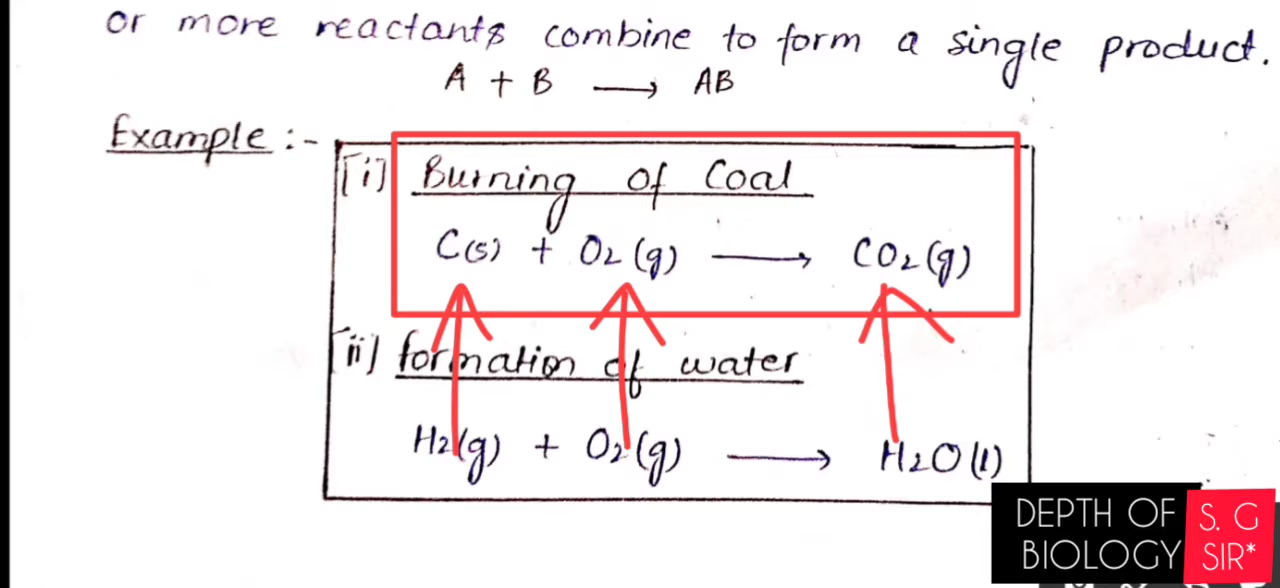 or more reactants combine to form a single product.
A + B ⟶ AB
Example :-
[i] Burning of Coal
C(s) + O₂(g) ⟶ CO₂(g)
[ii] formation of water
H₂(g) + O₂(g) ⟶ H₂O(l)
DEPTH OF BIOLOGY
S. G SIR*